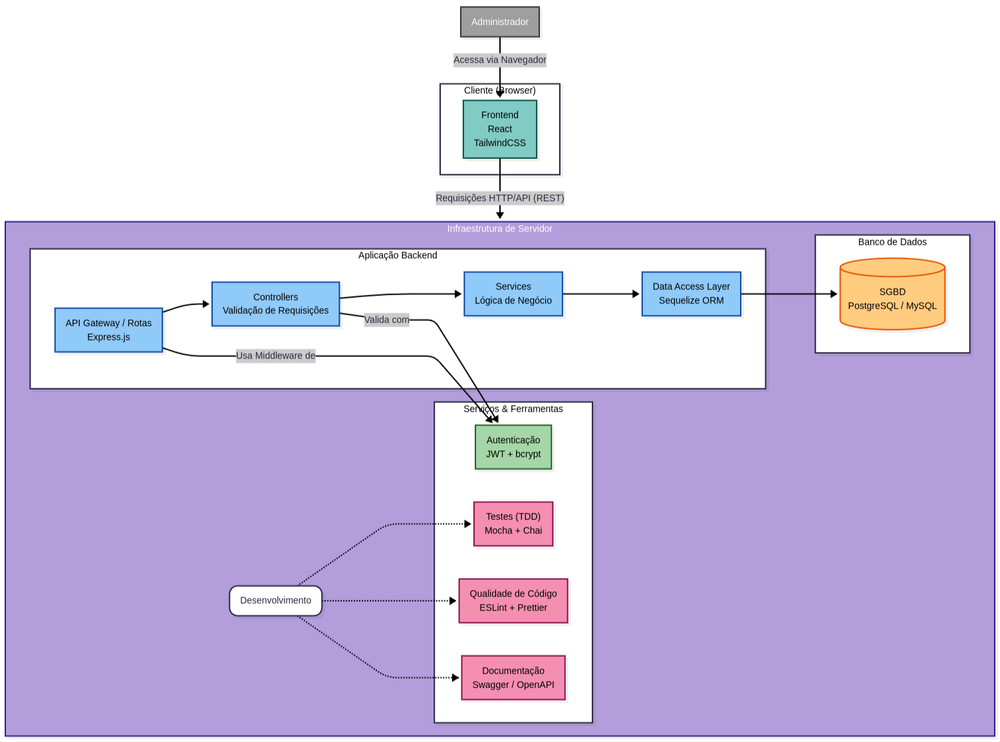 Administrador
Acessa via Navegador
Cliente (Browser)
Frontend
React
TailwindCSS
Requisições HTTP/API (REST)
Infraestrutura de Servidor
Aplicação Backend
API Gateway / Rotas
Express.js
Controllers
Validação de Requisições
Services
Lógica de Negócio
Data Access Layer
Sequelize ORM
Valida com
Usa Middleware de
Banco de Dados
SGBD
PostgreSQL / MySQL
Serviços & Ferramentas
Autenticação
JWT + bcrypt
Testes (TDD)
Mocha + Chai
Desenvolvimento
Qualidade de Código
ESLint + Prettier
Documentação
Swagger / OpenAPI